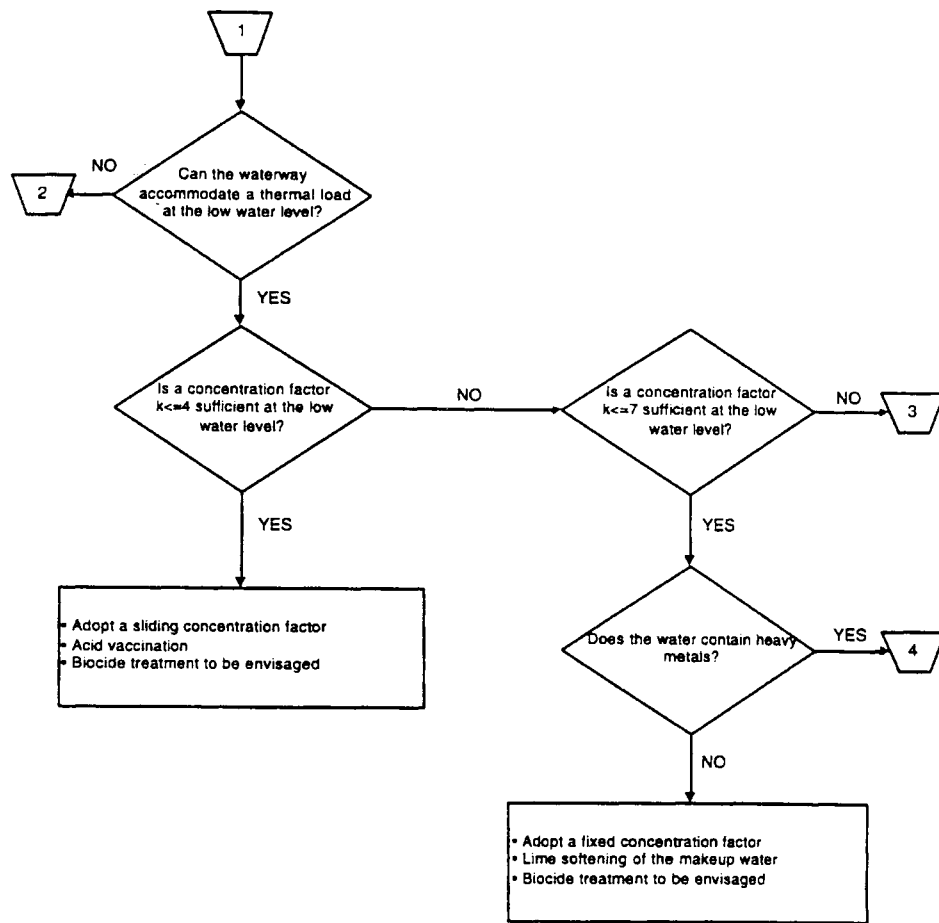 1
NO
Can the waterway
accommodate a thermal load
at the low water level?
2
YES
Is a concentration factor
k<=4 sufficient at the low
water level?
NO
Is a concentration factor
k<=7 sufficient at the low
water level?
NO
3
YES
• Adopt a sliding concentration factor
• Acid vaccination
• Biocide treatment to be envisaged
YES
Does the water contain heavy
metals?
YES
4
NO
• Adopt a fixed concentration factor
• Lime softening of the makeup water
• Biocide treatment to be envisaged